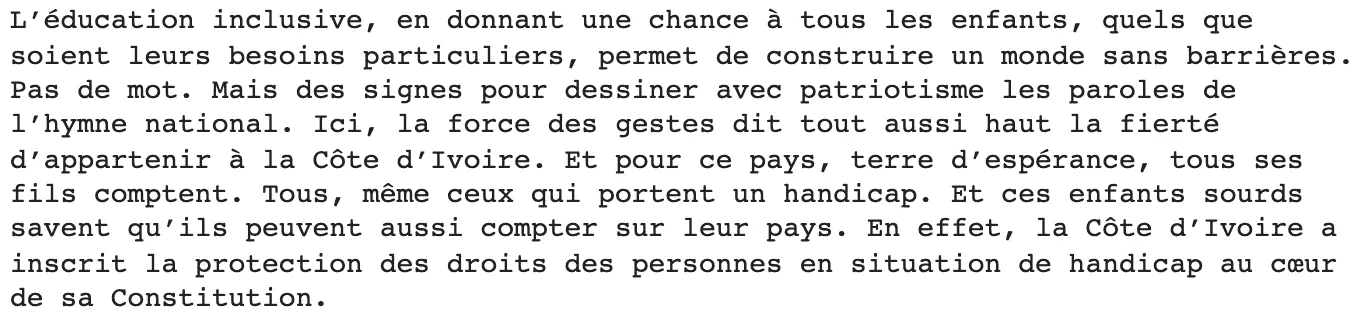 L’éducation inclusive, en donnant une chance à tous les enfants, quels que
soient leurs besoins particuliers, permet de construire un monde sans barrières.
Pas de mot. Mais des signes pour dessiner avec patriotisme les paroles de
l’hymne national. Ici, la force des gestes dit tout aussi haut la fierté
d’appartenir à la Côte d’Ivoire. Et pour ce pays, terre d’espérance, tous ses
fils comptent. Tous, même ceux qui portent un handicap. Et ces enfants sourds
savent qu’ils peuvent aussi compter sur leur pays. En effet, la Côte d’Ivoire a
inscrit la protection des droits des personnes en situation de handicap au cœur
de sa Constitution.